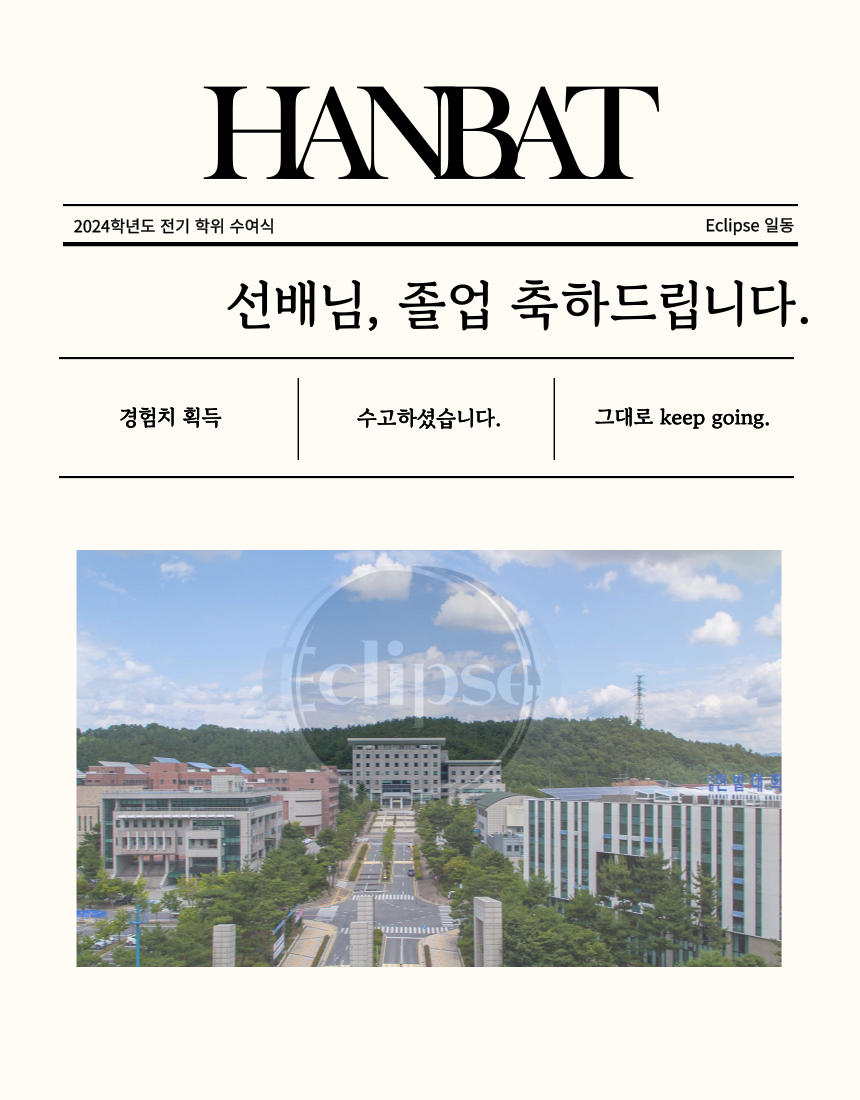 HANBAT
2024학년도 전기 학위 수여식
Eclipse 일동
선배님, 졸업 축하드립니다.
경험치 획득
수고하셨습니다.
그대로 keep going.
Eclipse
한밭대학